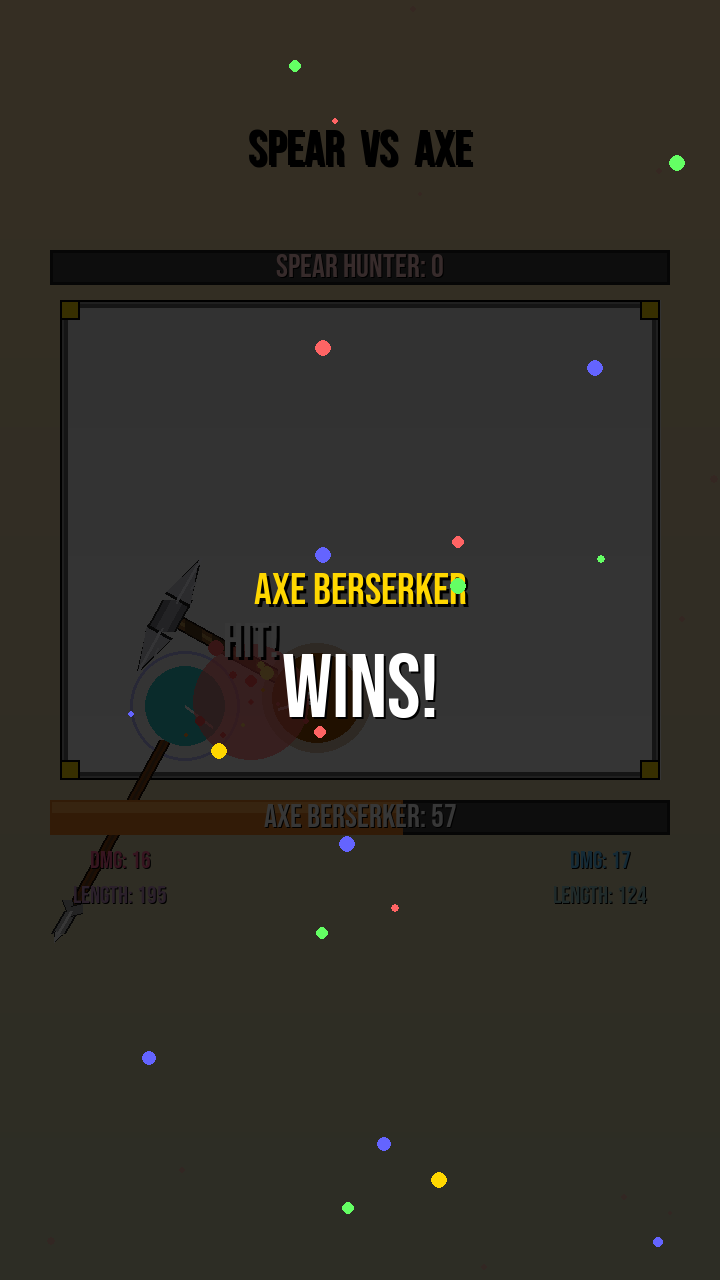 SPEAR VS AXE
SPEAR HUNTER: 0
AXE BERSERKER
HIT!
WINS!
AXE BERSERKER: 57
DMG: 16
DMG: 17
LENGTH: 195
LENGTH: 124